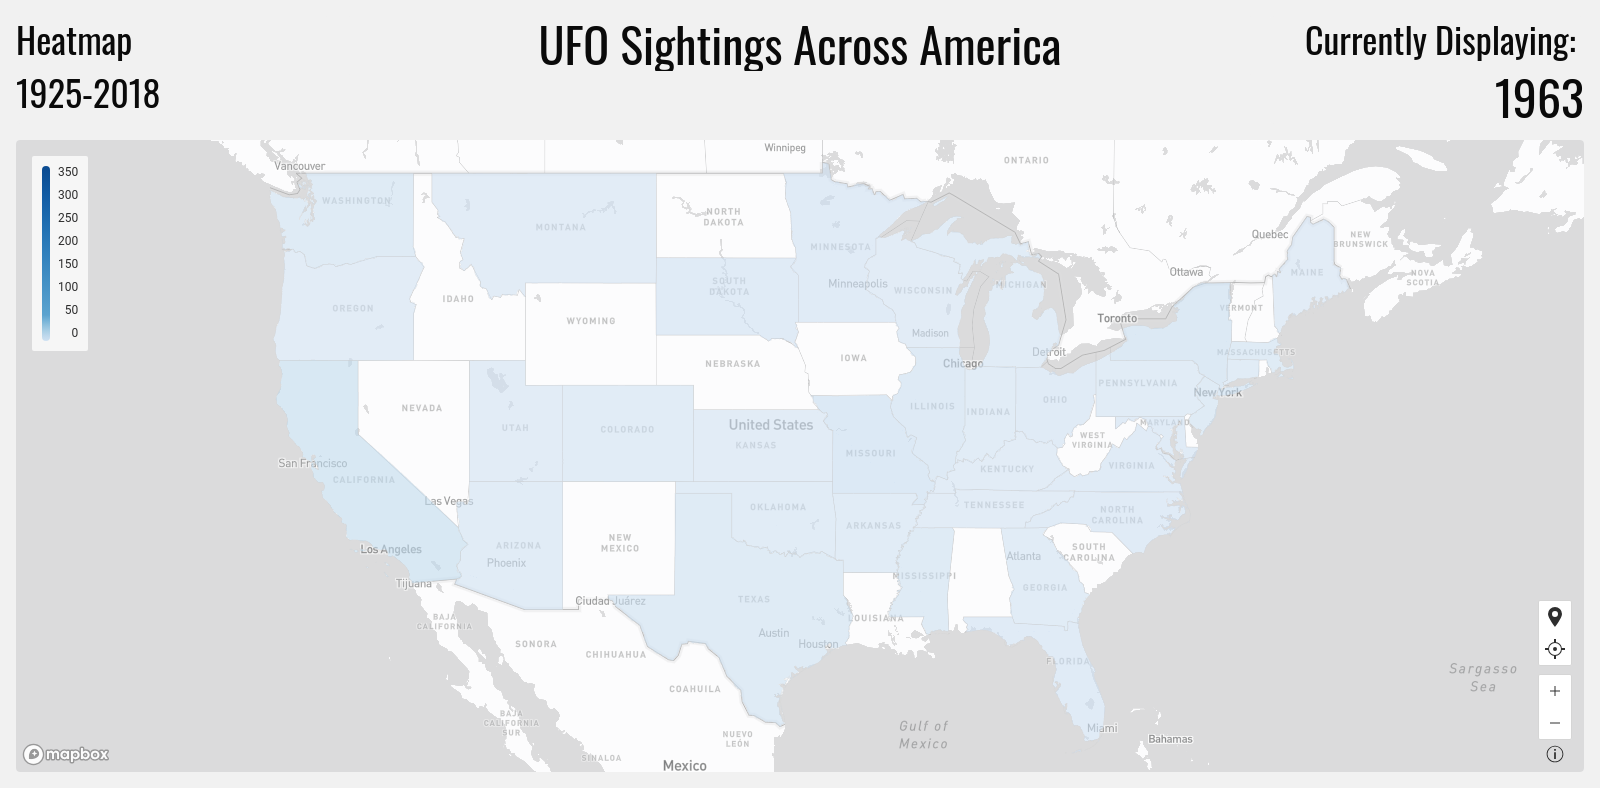 Heatmap
1925-2018
UFO Sightings Across America
Currently Displaying:
1963
350
300
250
200
150
100
50
0
Vancouver
Winnipeg
ONTARIO
WASHINGTON
MONTANA
NORTH
DAKOTA
MINNESOTA
Quebec
NEW
BRUNSWICK
Ottawa
MAINE
NOVA
SCOTIA
OREGON
IDAHO
SOUTH
DAKOTA
Minneapolis
WISCONSIN
MICHIGAN
VERMONT
WYOMING
Madison
Toronto
NEBRASKA
IOWA
Chicago
Detroit
MASSACHUSETTS
NEVADA
UTAH
COLORADO
United States
KANSAS
ILLINOIS
INDIANA
OHIO
PENNSYLVANIA
New York
MARYLAND
WEST
VIRGINIA
San Francisco
CALIFORNIA
MISSOURI
KENTUCKY
VIRGINIA
Las Vegas
OKLAHOMA
TENNESSEE
NORTH
CAROLINA
ARKANSAS
Los Angeles
ARIZONA
Phoenix
NEW
MEXICO
Atlanta
SOUTH
CAROLINA
MISSISSIPPI
GEORGIA
Tijuana
Ciudad Juárez
TEXAS
LOUISIANA
BAJA
CALIFORNIA
SONORA
CHIHUAHUA
Austin
Houston
FLORIDA
COAHUILA
Sargasso
Sea
BAJA
CALIFORNIA
SUR
Gulf of
Mexico
Miami
Bahamas
NUEVO
LEÓN
SINALOA
Mexico
mapbox
+
−